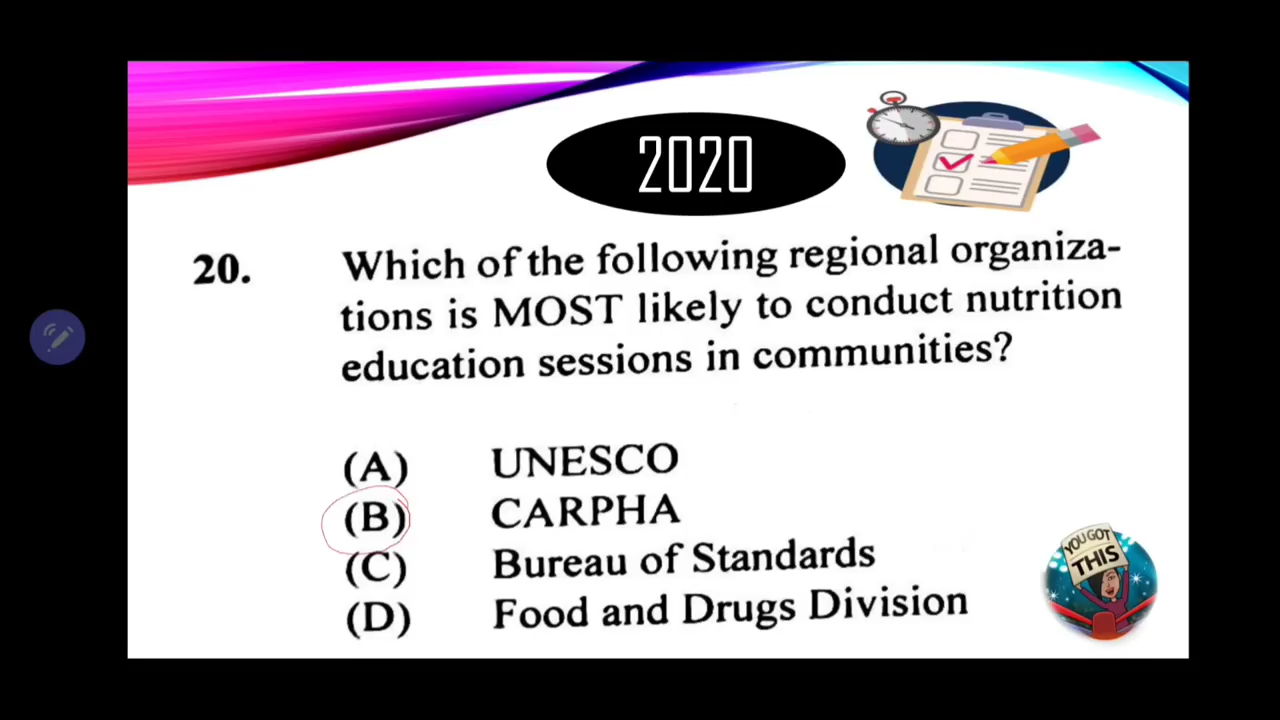 2020
20. Which of the following regional organiza-
tions is MOST likely to conduct nutrition
education sessions in communities?
(A) UNESCO
(B) CARPHA
(C) Bureau of Standards
(D) Food and Drugs Division
YOU GOT
THIS